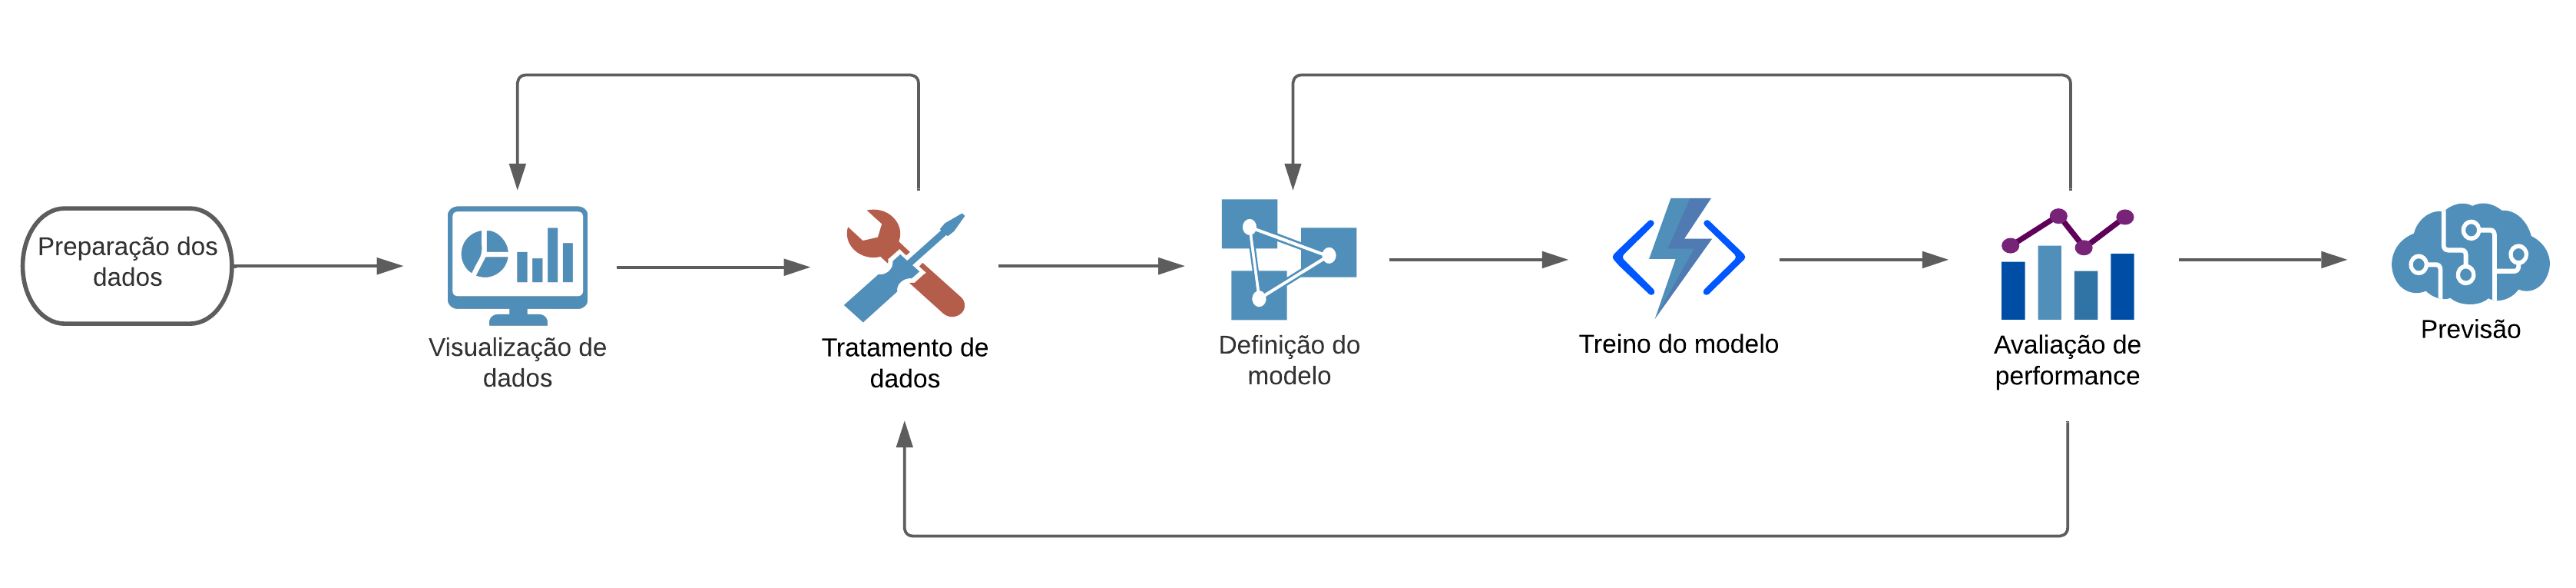 Preparação dos
dados
Visualização de
dados
Tratamento de
dados
Definição do
modelo
Treino do modelo
Avaliação de
performance
Previsão